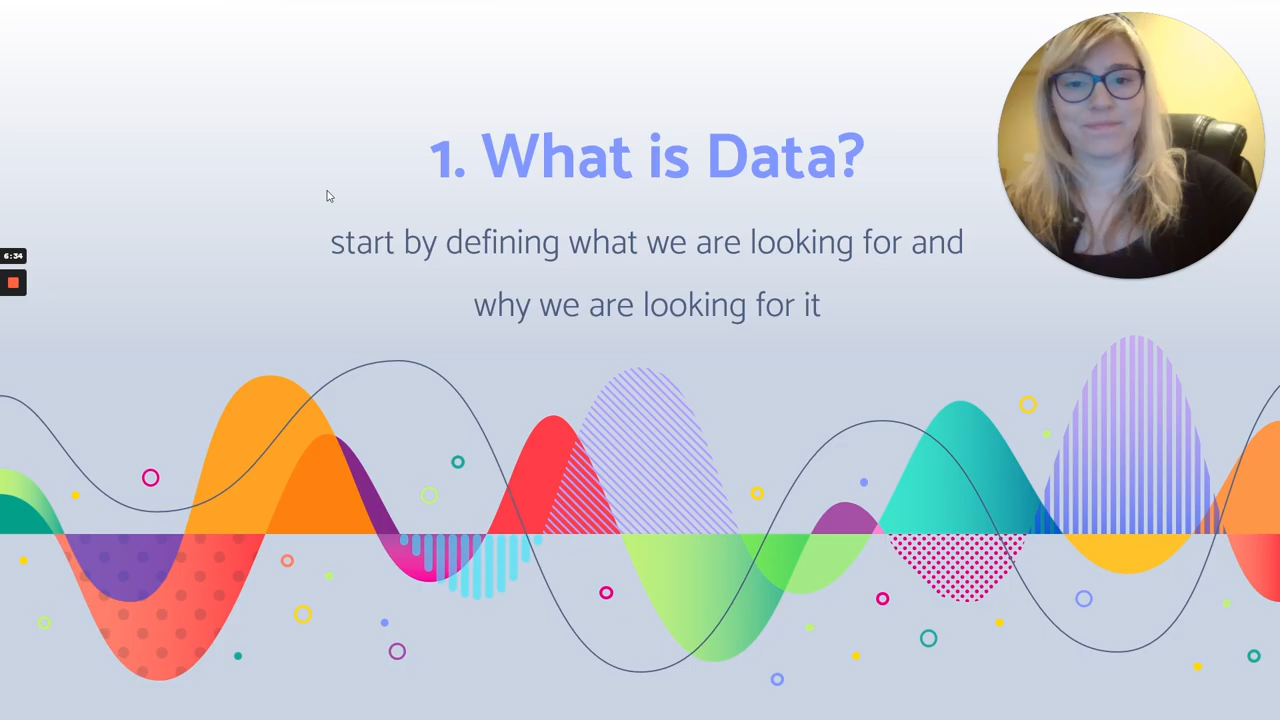 1. What is Data?
start by defining what we are looking for and
why we are looking for it
6:34